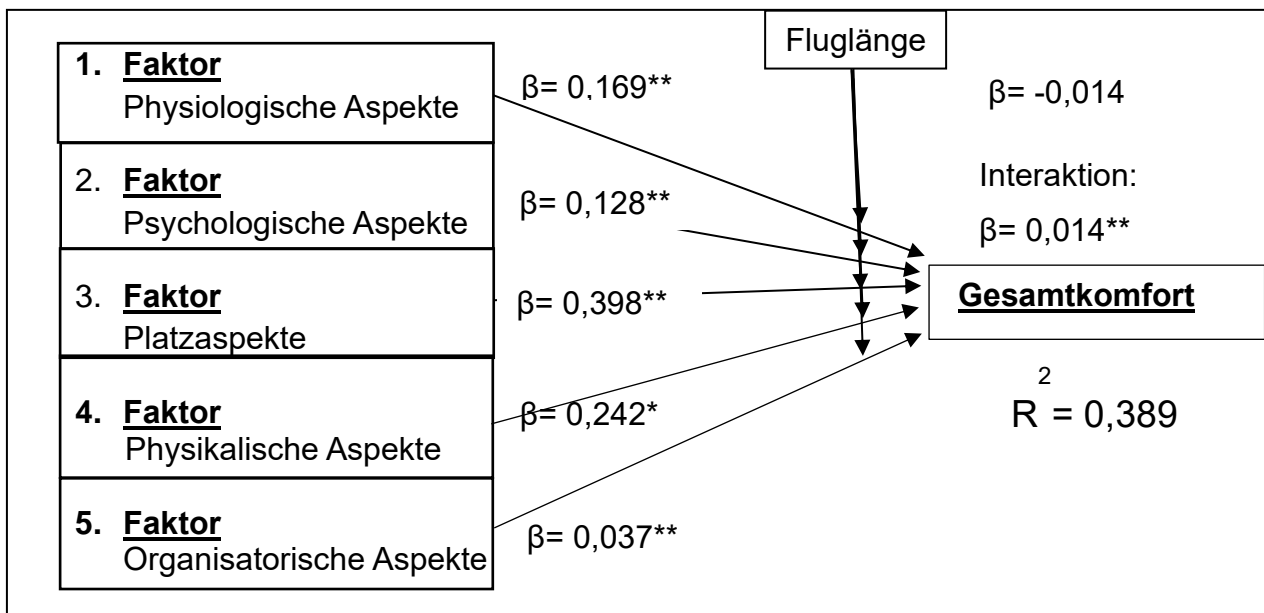 Fluglänge
1. Faktor
Physiologische Aspekte
β= 0,169**
β= -0,014
2. Faktor
Psychologische Aspekte
β= 0,128**
Interaktion:
β= 0,014**
3. Faktor
Platzaspekte
β= 0,398**
Gesamtkomfort
4. Faktor
Physikalische Aspekte
β= 0,242*
R² = 0,389
5. Faktor
Organisatorische Aspekte
β= 0,037**